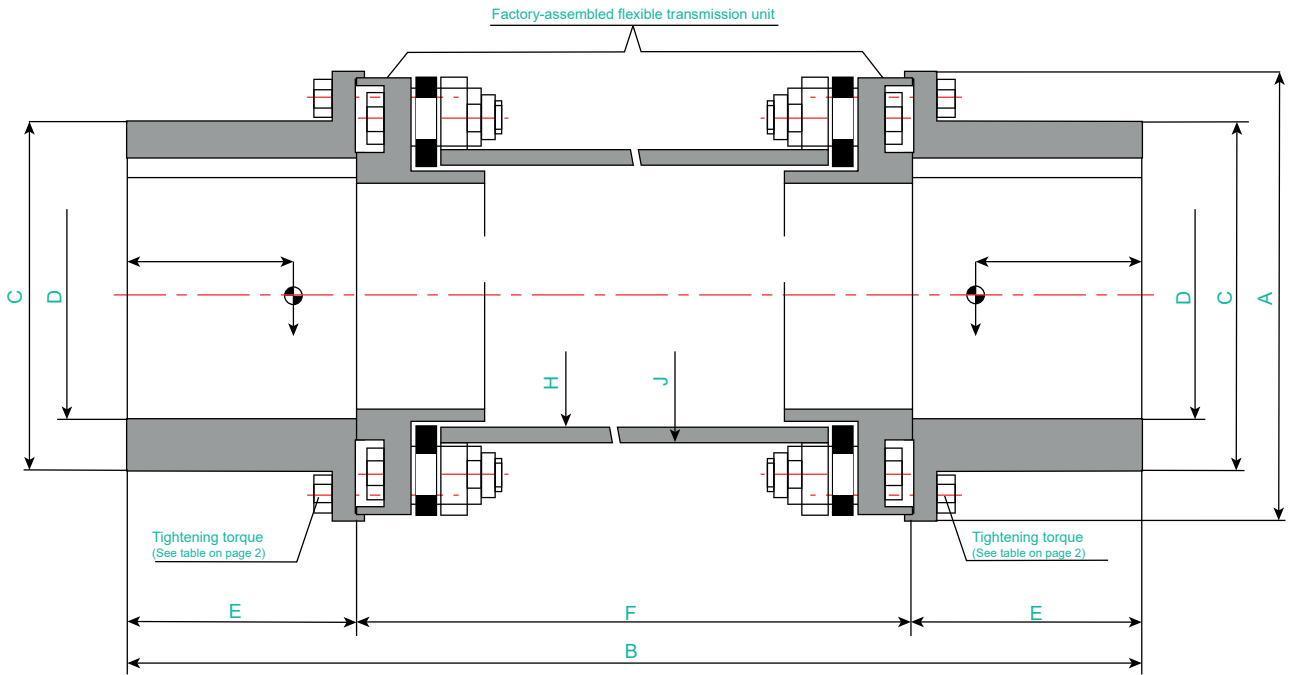 Factory-assembled flexible transmission unit
C
D
H
J
D
C
A
Tightening torque
(See table on page 2)
Tightening torque
(See table on page 2)
E
F
E
B